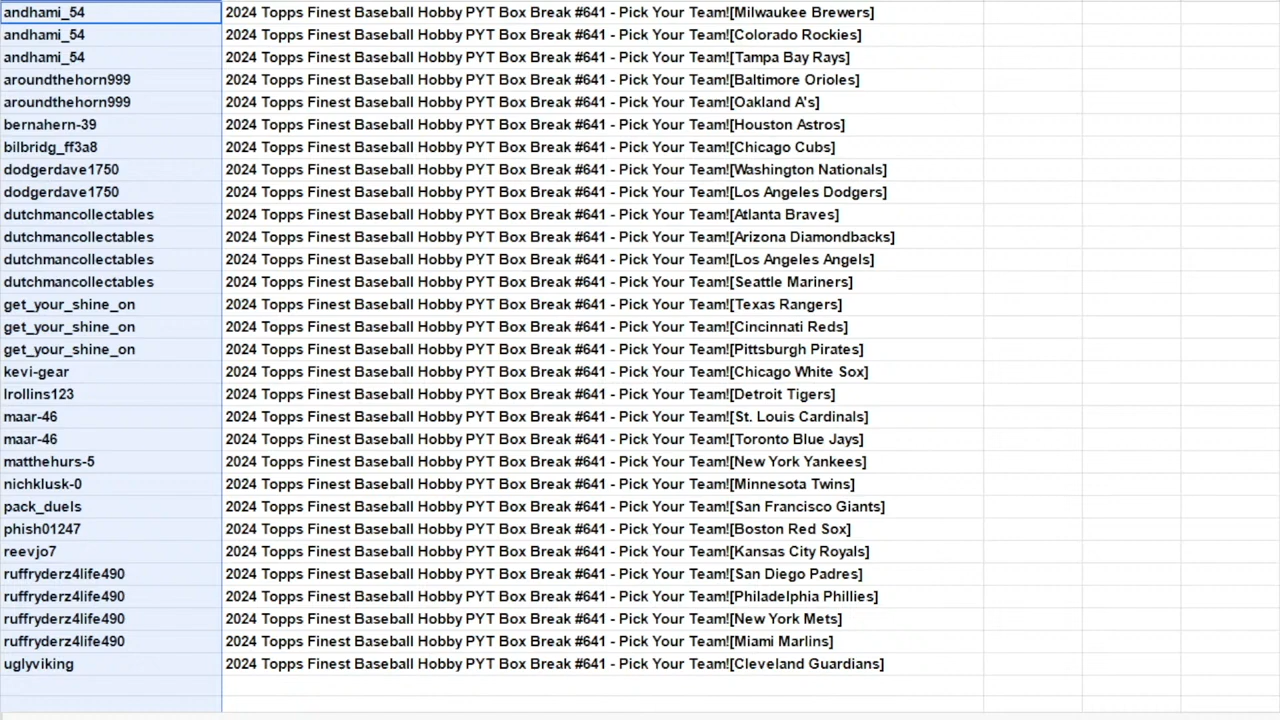 andhami_54 2024 Topps Finest Baseball Hobby PYT Box Break #641 - Pick Your Team![Milwaukee Brewers]
andhami_54 2024 Topps Finest Baseball Hobby PYT Box Break #641 - Pick Your Team![Colorado Rockies]
andhami_54 2024 Topps Finest Baseball Hobby PYT Box Break #641 - Pick Your Team![Tampa Bay Rays]
aroundthehorn999 2024 Topps Finest Baseball Hobby PYT Box Break #641 - Pick Your Team![Baltimore Orioles]
aroundthehorn999 2024 Topps Finest Baseball Hobby PYT Box Break #641 - Pick Your Team![Oakland A's]
bernahern-39 2024 Topps Finest Baseball Hobby PYT Box Break #641 - Pick Your Team![Houston Astros]
bilbridg_ff3a8 2024 Topps Finest Baseball Hobby PYT Box Break #641 - Pick Your Team![Chicago Cubs]
dodgerdave1750 2024 Topps Finest Baseball Hobby PYT Box Break #641 - Pick Your Team![Washington Nationals]
dodgerdave1750 2024 Topps Finest Baseball Hobby PYT Box Break #641 - Pick Your Team![Los Angeles Dodgers]
dutchmancollectables 2024 Topps Finest Baseball Hobby PYT Box Break #641 - Pick Your Team![Atlanta Braves]
dutchmancollectables 2024 Topps Finest Baseball Hobby PYT Box Break #641 - Pick Your Team![Arizona Diamondbacks]
dutchmancollectables 2024 Topps Finest Baseball Hobby PYT Box Break #641 - Pick Your Team![Los Angeles Angels]
dutchmancollectables 2024 Topps Finest Baseball Hobby PYT Box Break #641 - Pick Your Team![Seattle Mariners]
get_your_shine_on 2024 Topps Finest Baseball Hobby PYT Box Break #641 - Pick Your Team![Texas Rangers]
get_your_shine_on 2024 Topps Finest Baseball Hobby PYT Box Break #641 - Pick Your Team![Cincinnati Reds]
get_your_shine_on 2024 Topps Finest Baseball Hobby PYT Box Break #641 - Pick Your Team![Pittsburgh Pirates]
kevi-gear 2024 Topps Finest Baseball Hobby PYT Box Break #641 - Pick Your Team![Chicago White Sox]
lrollins123 2024 Topps Finest Baseball Hobby PYT Box Break #641 - Pick Your Team![Detroit Tigers]
maar-46 2024 Topps Finest Baseball Hobby PYT Box Break #641 - Pick Your Team![St. Louis Cardinals]
maar-46 2024 Topps Finest Baseball Hobby PYT Box Break #641 - Pick Your Team![Toronto Blue Jays]
matthehurs-5 2024 Topps Finest Baseball Hobby PYT Box Break #641 - Pick Your Team![New York Yankees]
nichklusk-0 2024 Topps Finest Baseball Hobby PYT Box Break #641 - Pick Your Team![Minnesota Twins]
pack_duels 2024 Topps Finest Baseball Hobby PYT Box Break #641 - Pick Your Team![San Francisco Giants]
phish01247 2024 Topps Finest Baseball Hobby PYT Box Break #641 - Pick Your Team![Boston Red Sox]
reevjo7 2024 Topps Finest Baseball Hobby PYT Box Break #641 - Pick Your Team![Kansas City Royals]
ruffryderz4life490 2024 Topps Finest Baseball Hobby PYT Box Break #641 - Pick Your Team![San Diego Padres]
ruffryderz4life490 2024 Topps Finest Baseball Hobby PYT Box Break #641 - Pick Your Team![Philadelphia Phillies]
ruffryderz4life490 2024 Topps Finest Baseball Hobby PYT Box Break #641 - Pick Your Team![New York Mets]
ruffryderz4life490 2024 Topps Finest Baseball Hobby PYT Box Break #641 - Pick Your Team![Miami Marlins]
uglyviking 2024 Topps Finest Baseball Hobby PYT Box Break #641 - Pick Your Team![Cleveland Guardians]